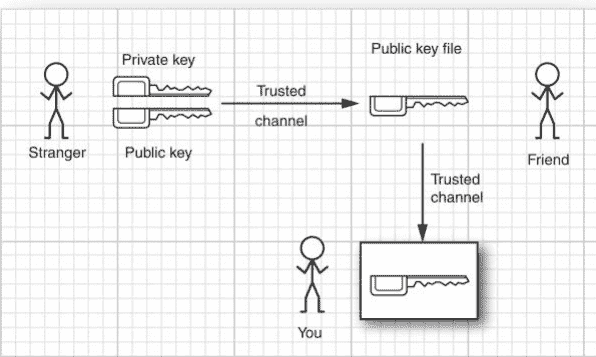 Private key
Public key file
Trusted
channel
Stranger
Public key
Friend
Trusted
channel
You